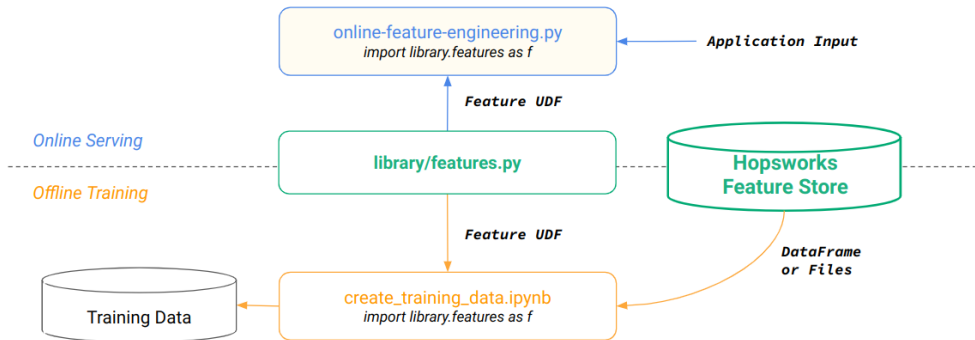 online-feature-engineering.py
import library.features as f
Application Input
Feature UDF
Online Serving
library/features.py
Hopsworks
Feature Store
Offline Training
Feature UDF
DataFrame
or Files
create_training_data.ipynb
import library.features as f
Training Data